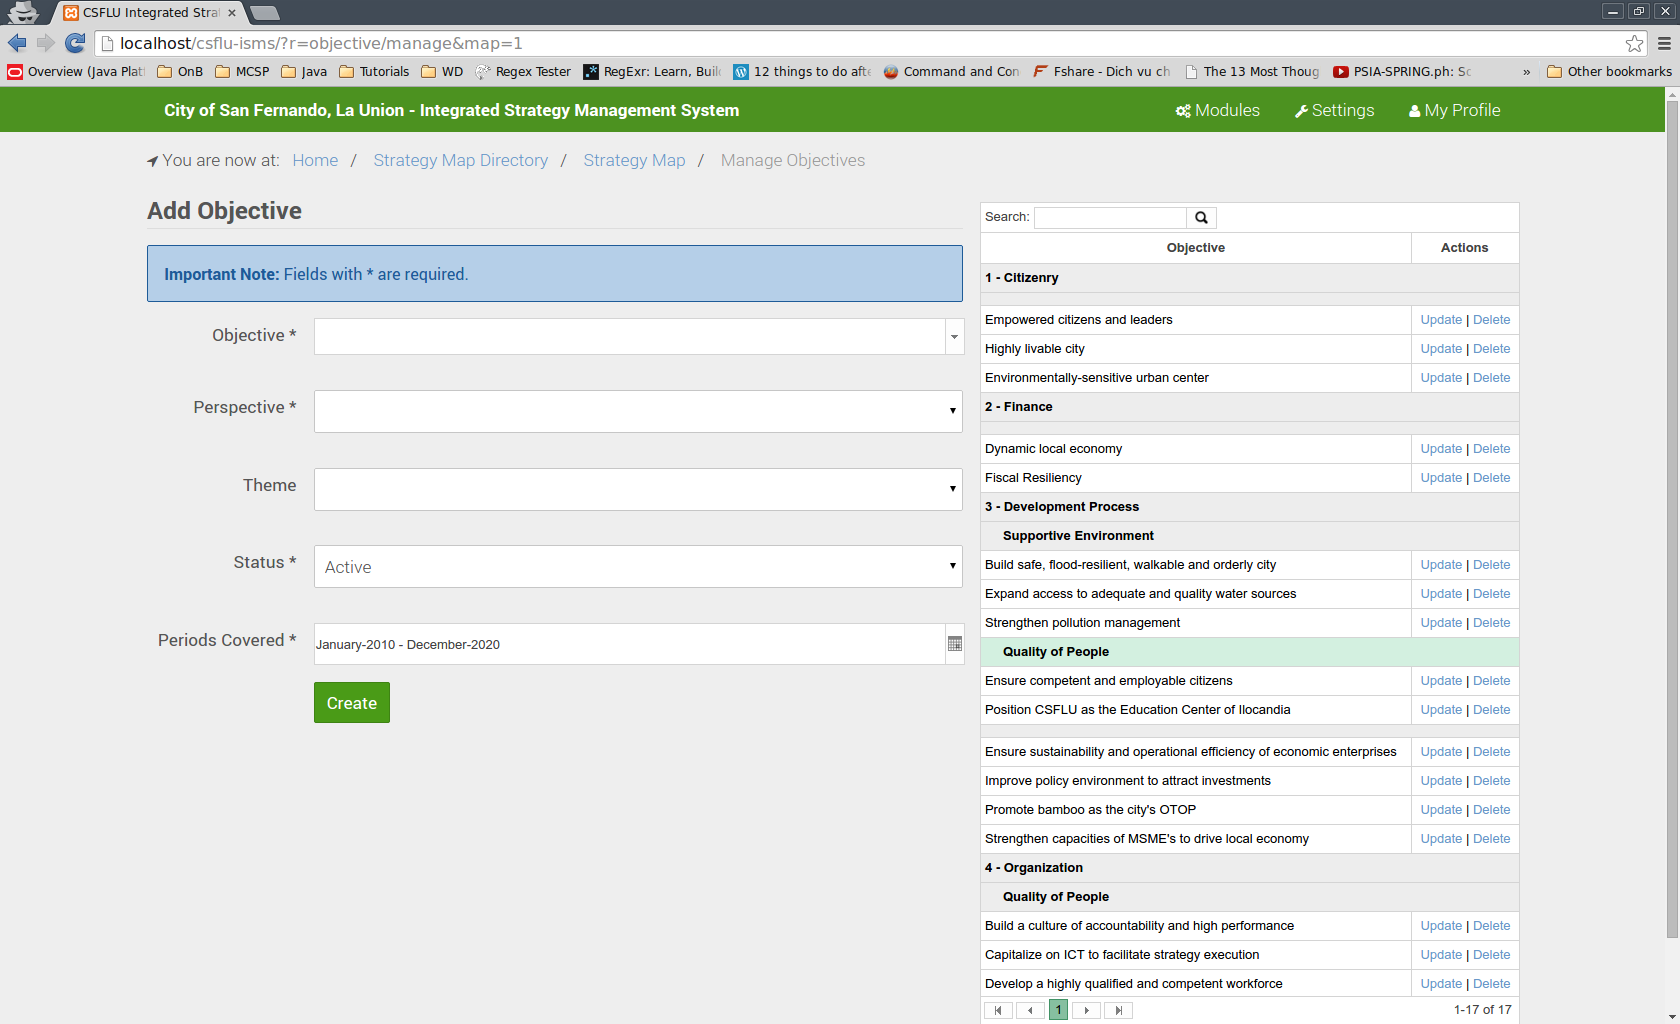 CSFLU Integrated Stra
localhost/csflu-isms/?r=objective/manage&map=1
Overview (Java Plat OnB MCSP Java Tutorials WD Regex Tester RegExr: Learn, Buil 12 things to do afte Command and Con Fshare - Dich vu ch The 13 Most Thoug PSIA-SPRING.ph: Sc » Other bookmarks
City of San Fernando, La Union - Integrated Strategy Management System Modules Settings My Profile
You are now at: Home / Strategy Map Directory / Strategy Map / Manage Objectives
Add Objective
Important Note: Fields with * are required.
Objective *
Perspective *
Theme
Status * Active
Periods Covered * January-2010 - December-2020
Create
Search:
Objective Actions
1 - Citizenry
Empowered citizens and leaders Update | Delete
Highly livable city Update | Delete
Environmentally-sensitive urban center Update | Delete
2 - Finance
Dynamic local economy Update | Delete
Fiscal Resiliency Update | Delete
3 - Development Process
Supportive Environment
Build safe, flood-resilient, walkable and orderly city Update | Delete
Expand access to adequate and quality water sources Update | Delete
Strengthen pollution management Update | Delete
Quality of People
Ensure competent and employable citizens Update | Delete
Position CSFLU as the Education Center of Ilocandia Update | Delete
Ensure sustainability and operational efficiency of economic enterprises Update | Delete
Improve policy environment to attract investments Update | Delete
Promote bamboo as the city's OTOP Update | Delete
Strengthen capacities of MSME's to drive local economy Update | Delete
4 - Organization
Quality of People
Build a culture of accountability and high performance Update | Delete
Capitalize on ICT to facilitate strategy execution Update | Delete
Develop a highly qualified and competent workforce Update | Delete
1 1-17 of 17